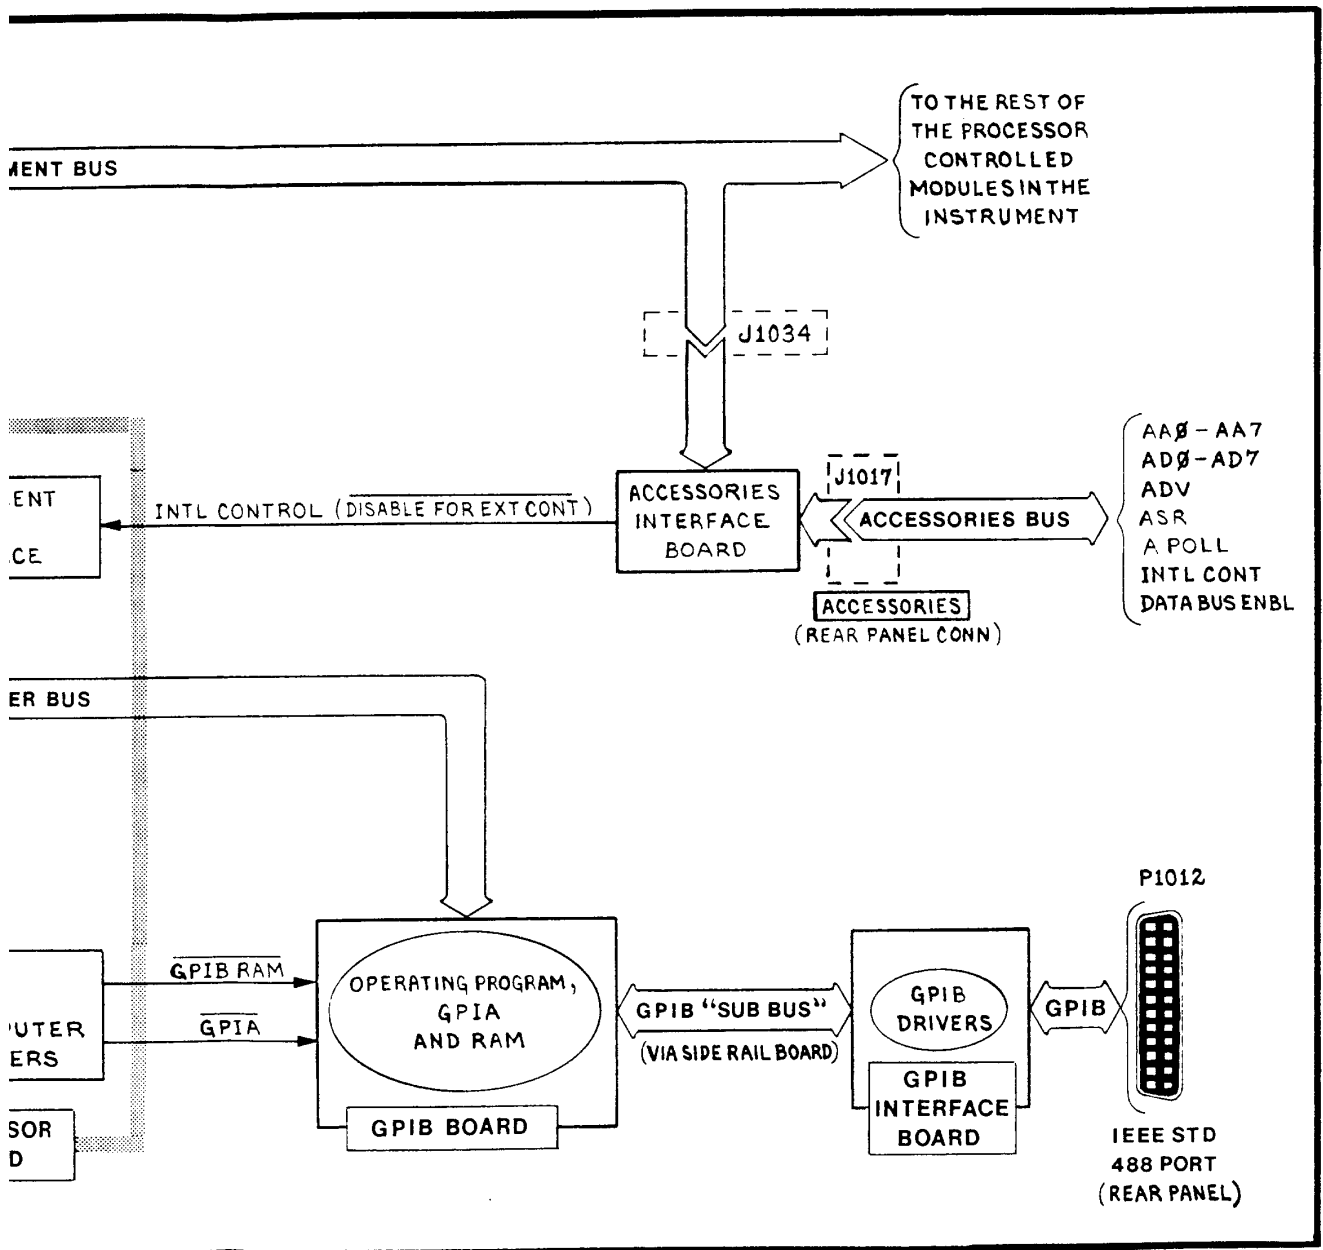 TO THE REST OF
THE PROCESSOR
CONTROLLED
MODULES IN THE
INSTRUMENT
MENT BUS
J1034
AAØ - AA7
ADØ - AD7
ADV
ASR
A POLL
INTL CONT
DATA BUS ENBL
J1017
ACCESSORIES
INTERFACE
BOARD
ACCESSORIES BUS
ENT
CE
INTL CONTROL (DISABLE FOR EXT CONT)
ACCESSORIES
(REAR PANEL CONN)
ER BUS
P1012
GPIB RAM
GPIA
PUTER
ERS
OPERATING PROGRAM,
GPIA
AND RAM
GPIB BOARD
GPIB "SUB BUS"
(VIA SIDE RAIL BOARD)
GPIB
DRIVERS
GPIB
INTERFACE
BOARD
GPIB
SOR
D
IEEE STD
488 PORT
(REAR PANEL)